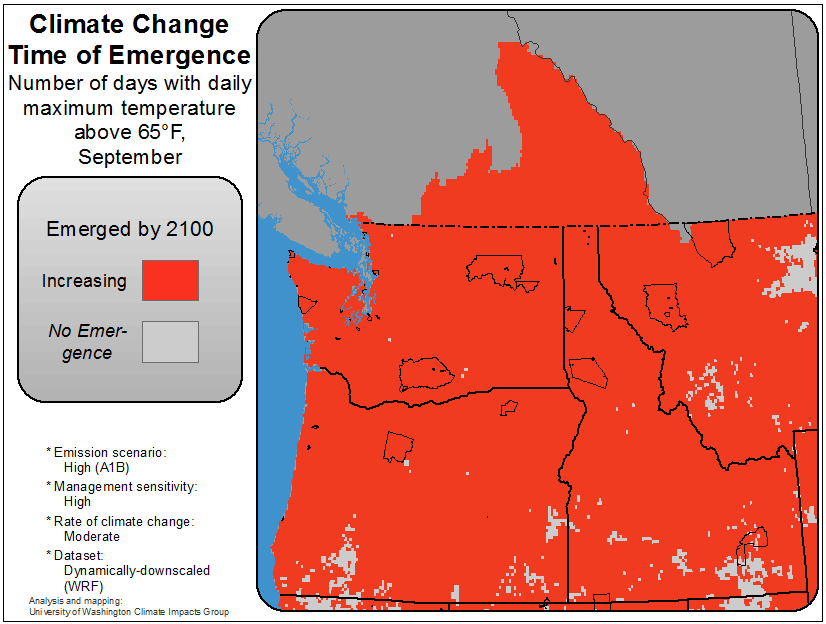 Climate Change
Time of Emergence
Number of days with daily
maximum temperature
above 65°F,
September
Emerged by 2100
Increasing
No Emer-
gence
* Emission scenario:
High (A1B)
* Management sensitivity:
High
* Rate of climate change:
Moderate
* Dataset:
Dynamically-downscaled
(WRF)
Analysis and mapping:
University of Washington Climate Impacts Group